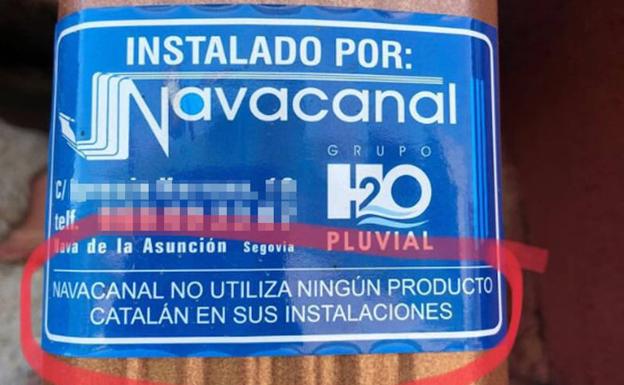 INSTALADO POR:
Navacanal
GRUPO
H2O
PLUVIAL
C/
telf.
Nava de la Asunción Segovia
NAVACANAL NO UTILIZA NINGÚN PRODUCTO
CATALÁN EN SUS INSTALACIONES